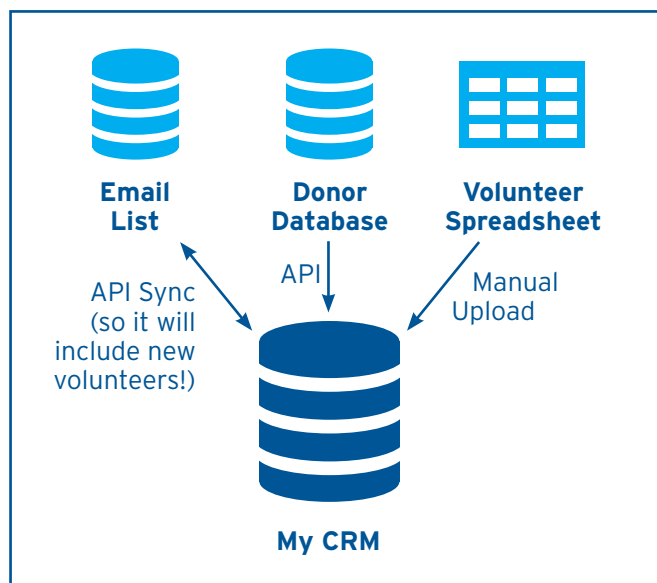 Email
List
Donor
Database
Volunteer
Spreadsheet
API Sync
(so it will
include new
volunteers!)
API
Manual
Upload
My CRM